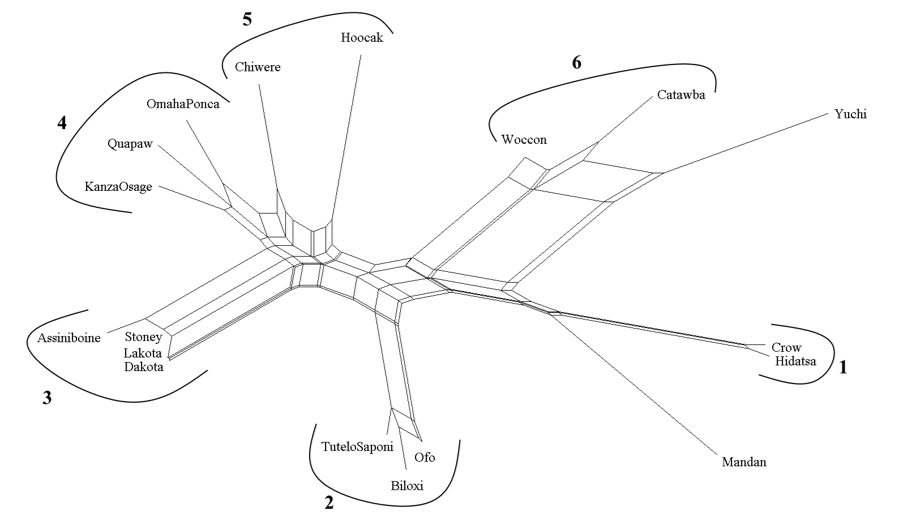 5
Hoocak
Chiwere
6
OmahaPonca
Catawba
Yuchi
4
Quapaw
Woccon
KanzaOsage
Assiniboine
Stoney
Lakota
Dakota
3
Crow
Hidatsa
1
TuteloSaponi
Ofo
Biloxi
2
Mandan